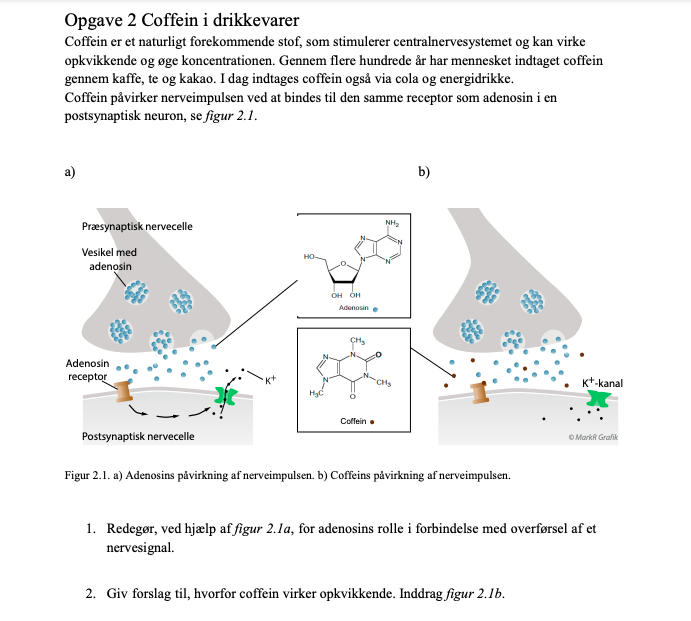 Opgave 2 Coffein i drikkevarer
Coffein er et naturligt forekommende stof, som stimulerer centralnervesystemet og kan virke
opkvikkende og øge koncentrationen. Gennem flere hundrede år har mennesket indtaget coffein
gennem kaffe, te og kakao. I dag indtages coffein også via cola og energidrikke.
Coffein påvirker nerveimpulsen ved at bindes til den samme receptor som adenosin i en
postsynaptisk neuron, se figur 2.1.
a)
b)
Præsynaptisk nervecelle
Vesikel med
adenosin
Adenosin
receptor
K⁺
Postsynaptisk nervecelle
NH₂
N
N
N
N
HO
O
OH OH
Adenosin
CH₃
N
N
O
N
N
CH₃
H₃C
O
Coffein
K⁺-kanal
© MarkR Grafik
Figur 2.1. a) Adenosins påvirkning af nerveimpulsen. b) Coffeins påvirkning af nerveimpulsen.
1. Redegør, ved hjælp af figur 2.1a, for adenosins rolle i forbindelse med overførsel af et
nervesignal.
2. Giv forslag til, hvorfor coffein virker opkvikkende. Inddrag figur 2.1b.